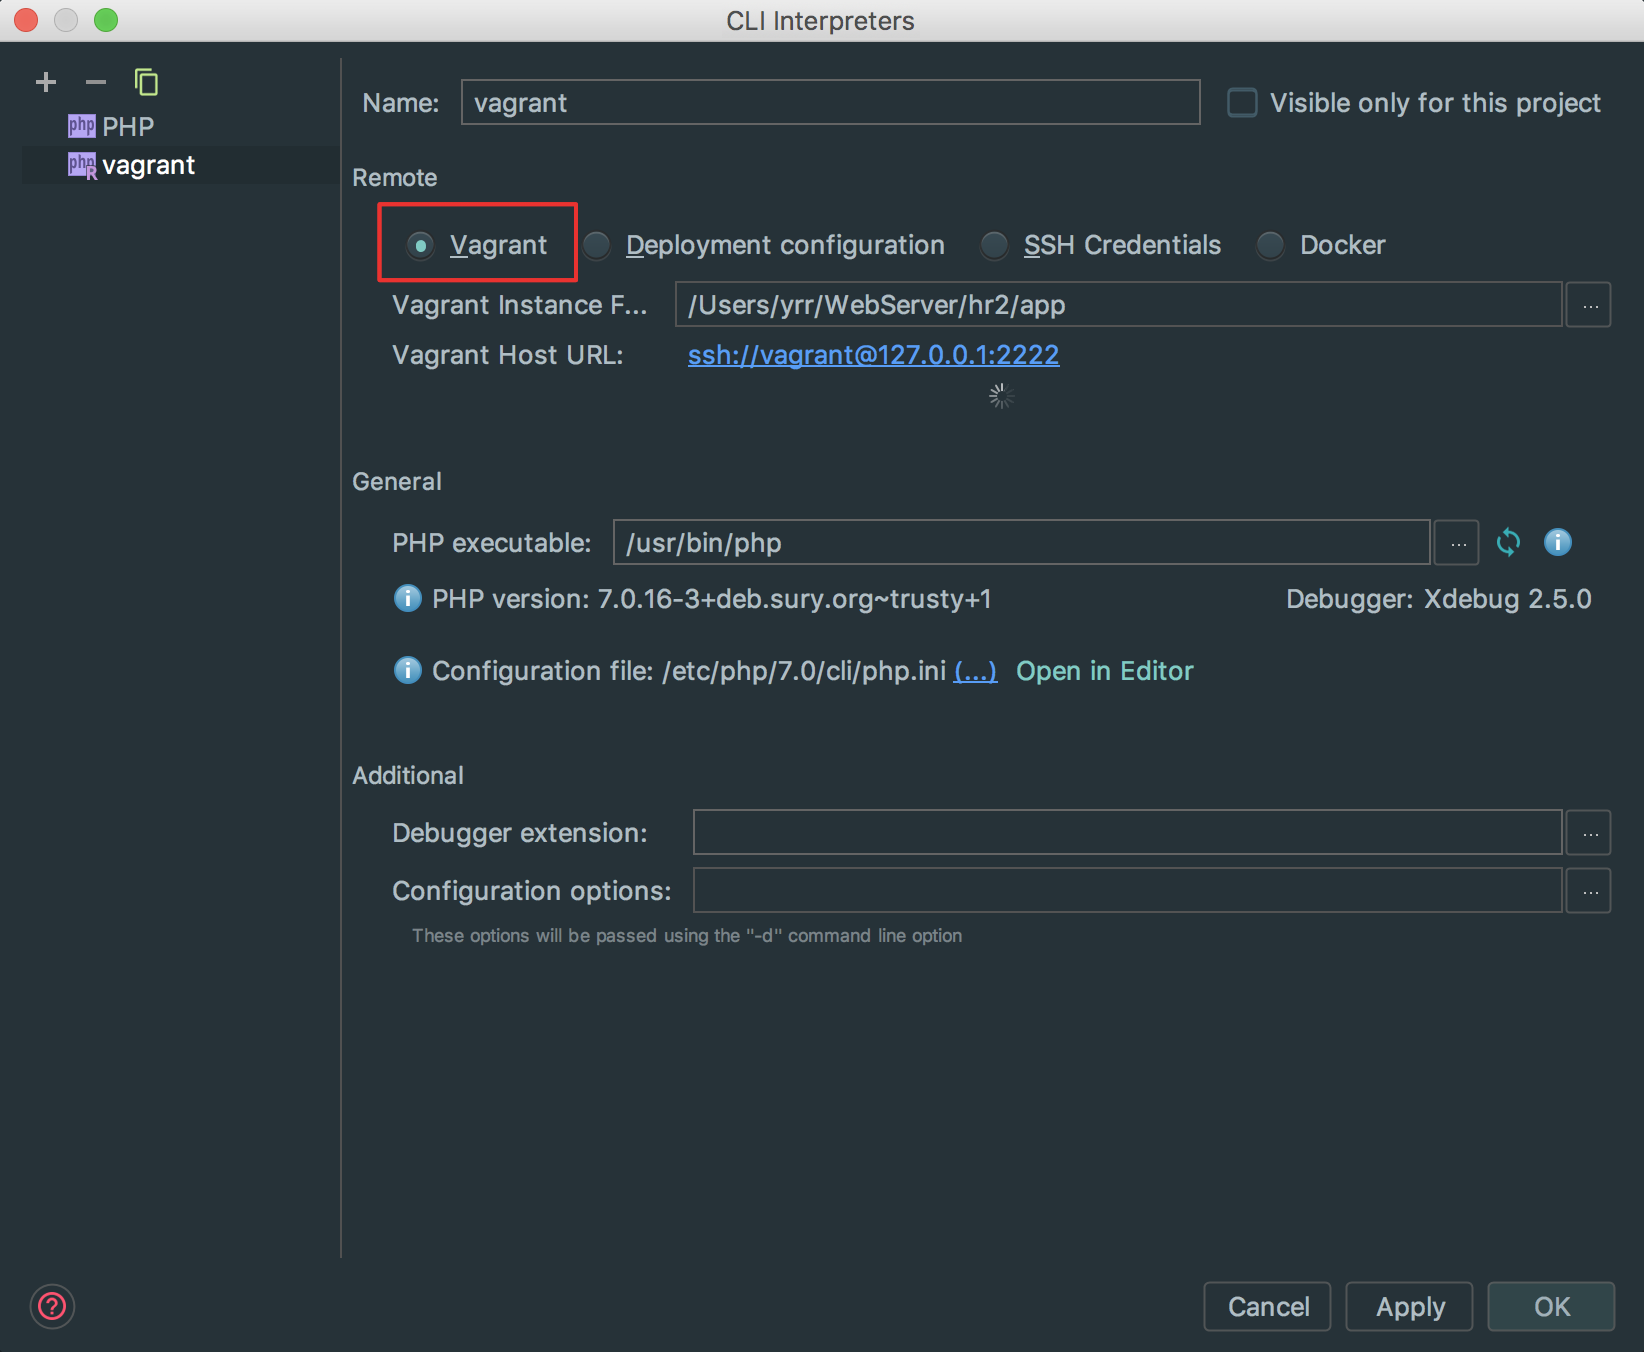 CLI Interpreters
php PHP
php R vagrant
Name: vagrant Visible only for this project
Remote
Vagrant Deployment configuration SSH Credentials Docker
Vagrant Instance F... /Users/yrr/WebServer/hr2/app ...
Vagrant Host URL: ssh://vagrant@127.0.0.1:2222
General
PHP executable: /usr/bin/php ...
PHP version: 7.0.16-3+deb.sury.org~trusty+1 Debugger: Xdebug 2.5.0
Configuration file: /etc/php/7.0/cli/php.ini (...) Open in Editor
Additional
Debugger extension: ...
Configuration options: ...
These options will be passed using the "-d" command line option
? Cancel Apply OK